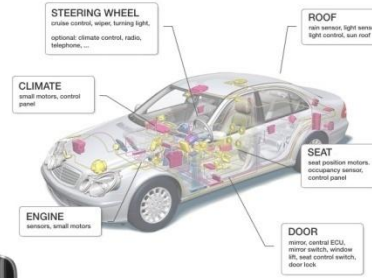 STEERING WHEEL
cruise control, wiper, turning light,
optional: climate control, radio,
telephone, ...
ROOF
rain sensor, light sensor
light control, sun roof
CLIMATE
small motors, control
panel
SEAT
seat position motors.
occupancy sensor,
control panel
ENGINE
sensors, small motors
DOOR
mirror, central ECU,
mirror switch, window
lift, seat control switch,
door lock